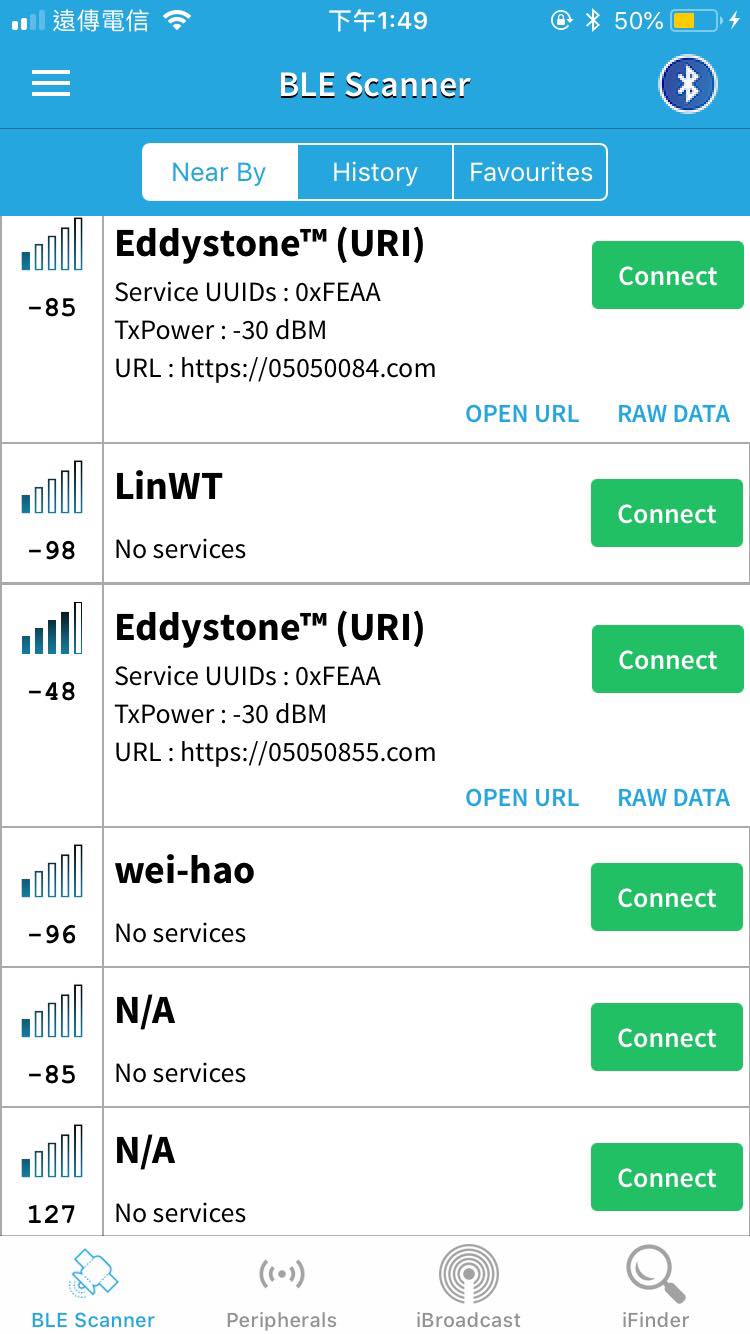 遠傳電信 下午1:49 50%
BLE Scanner
Near By History Favourites
Eddystone™ (URI)
-85
Service UUIDs : 0xFEAA
Connect
TxPower : -30 dBM
URL : https://05050084.com
OPEN URL RAW DATA
LinWT
Connect
-98
No services
Eddystone™ (URI)
-48
Service UUIDs : 0xFEAA
Connect
TxPower : -30 dBM
URL : https://05050855.com
OPEN URL RAW DATA
wei-hao
Connect
-96
No services
N/A
Connect
-85
No services
N/A
Connect
127
No services
BLE Scanner Peripherals iBroadcast iFinder